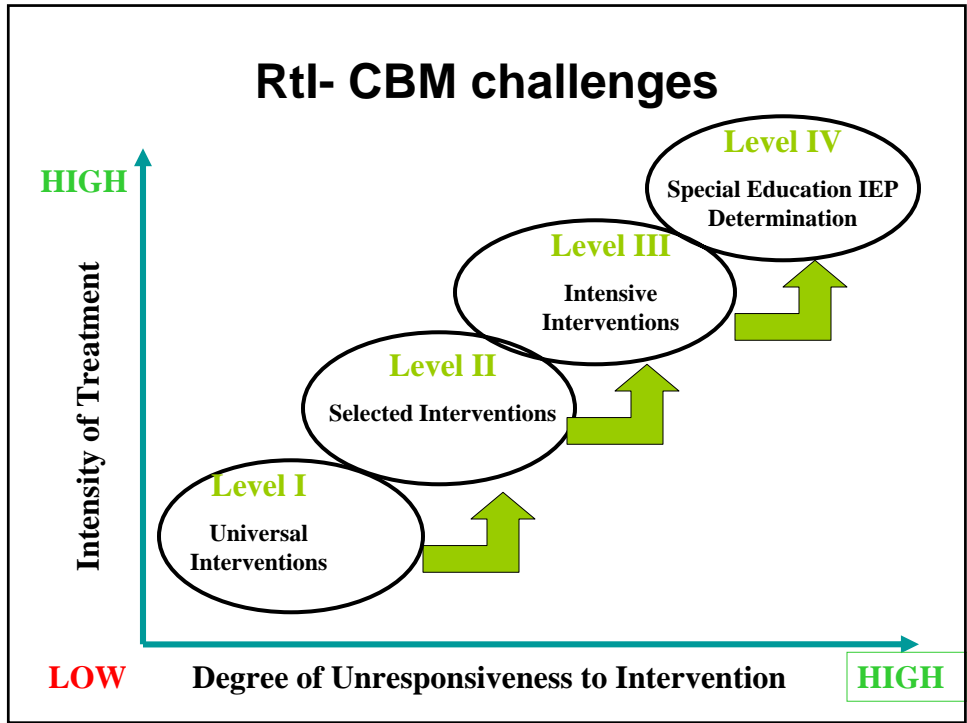 RtI- CBM challenges
HIGH
Intensity of Treatment
Level IV
Special Education IEP
Determination
Level III
Intensive
Interventions
Level II
Selected Interventions
Level I
Universal
Interventions
LOW
Degree of Unresponsiveness to Intervention
HIGH